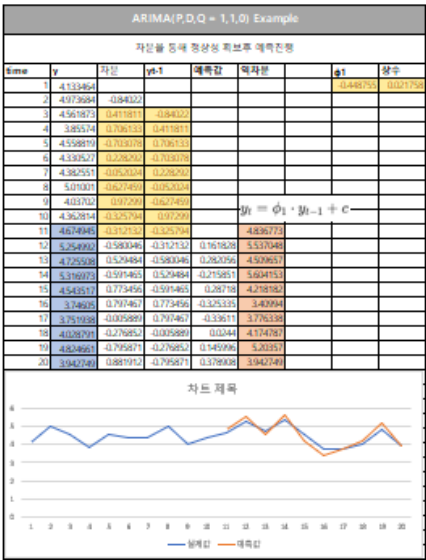 ARIMA(P,D,Q = 1,1,0) Example
차분을 통해 정상성 확보후 예측진행
time y 차분 yt-1 예측값 역차분 ϕ1 상수
1 4.133464 -0.448755 0.021758
2 4.973684 -0.84022
3 4.561873 0.411811 -0.84022
4 3.85574 0.706133 0.411811
5 4.558819 -0.703078 0.706133
6 4.330527 0.228292 -0.703078
7 4.382551 -0.052024 0.228292
8 5.01001 -0.627459 -0.052024
9 4.03702 0.97299 -0.627459
10 4.362814 -0.325794 0.97299
yt = ϕ1 · yt−1 + c
11 4.674945 -0.312132 -0.325794 4.836773
12 5.254992 -0.580046 -0.312132 0.161828 5.537048
13 4.725508 0.529484 -0.580046 0.282056 4.509657
14 5.316973 -0.591465 0.529484 -0.215851 5.604153
15 4.543517 0.773456 -0.591465 0.28718 4.218182
16 3.74605 0.797467 0.773456 -0.325335 3.40994
17 3.751938 -0.005889 0.797467 -0.33611 3.776338
18 4.028791 -0.276852 -0.005889 0.0244 4.174787
19 4.824661 -0.795871 -0.276852 0.145996 5.20357
20 3.942749 0.881912 -0.795871 0.378908 3.942749
차트 제목
6
5
4
3
2
1
0
1 2 3 4 5 6 7 8 9 10 11 12 13 14 15 16 17 18 19 20
실제값 예측값